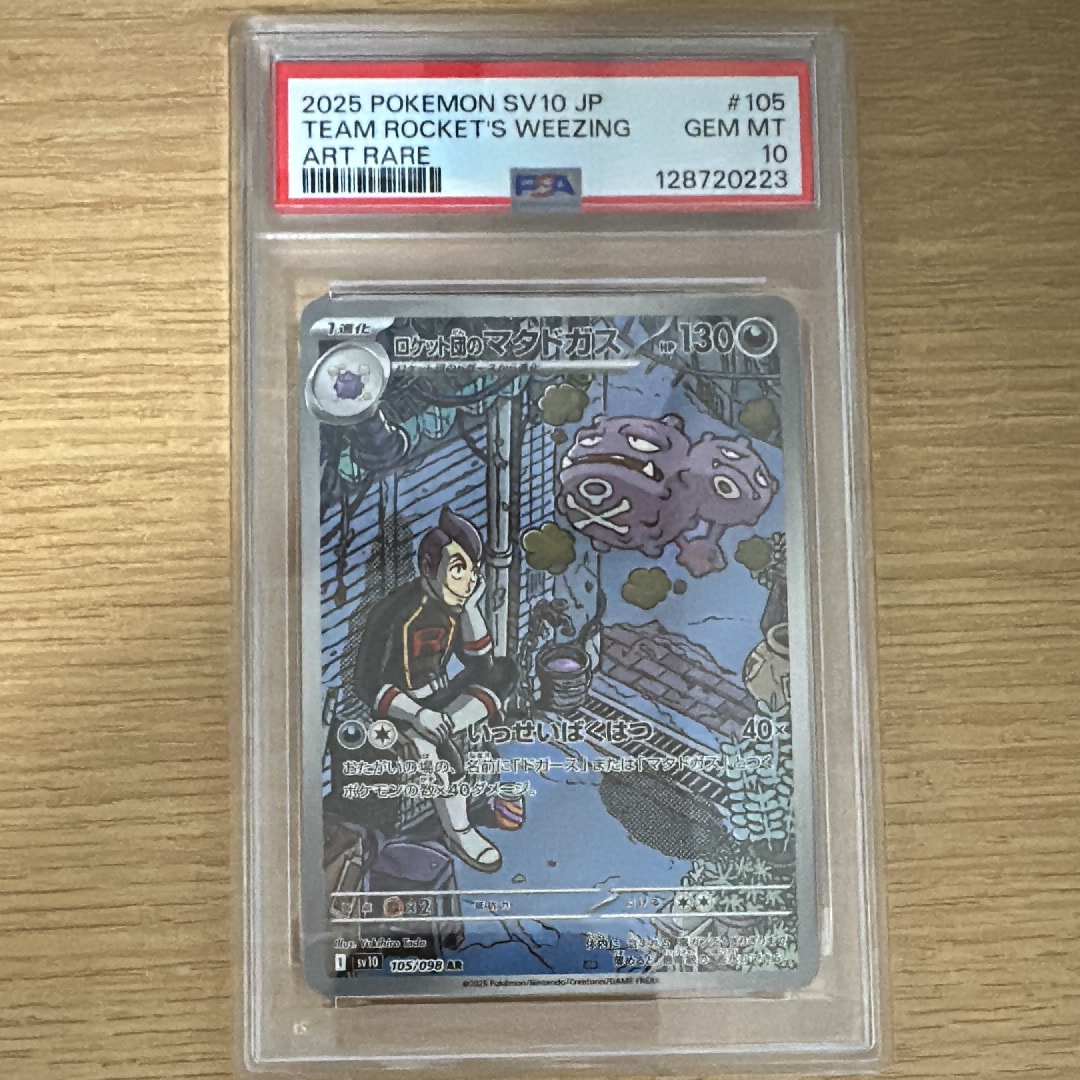 2025 POKEMON SV10 JP #105
TEAM ROCKET'S WEEZING GEM MT
ART RARE 10
PSA 128720223
1進化
ロケット団のマタドガス HP 130
R
いっせいばくはつ 40×
おたがいの場の、名前に「ドガース」または「マタドガス」とつく
ポケモンの数×40ダメージ。
×2
Illus. Yukihiro Tada
I sv10 105/098 AR
©2025 Pokémon/Nintendo/Creatures/GAME FREAK